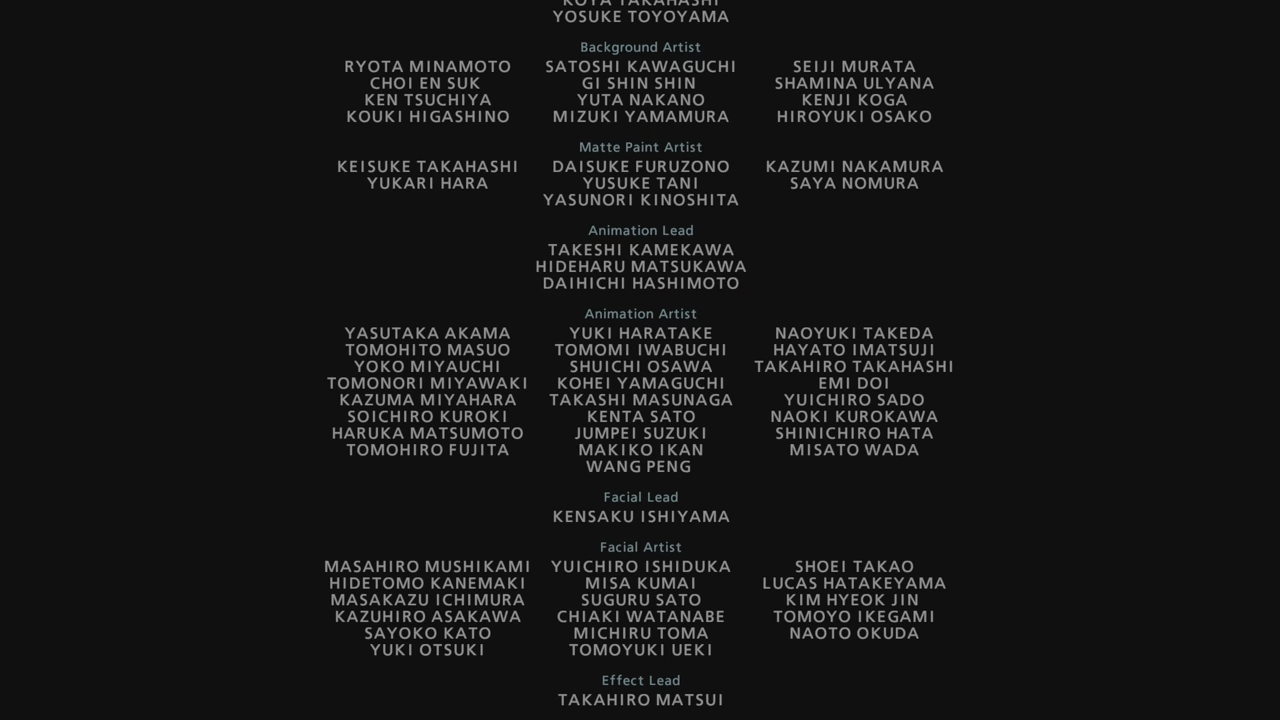 KOYA TAKAHASHI
YOSUKE TOYOYAMA
Background Artist
RYOTA MINAMOTO SATOSHI KAWAGUCHI SEIJI MURATA
CHOI EN SUK GI SHIN SHIN SHAMINA ULYANA
KEN TSUCHIYA YUTA NAKANO KENJI KOGA
KOUKI HIGASHINO MIZUKI YAMAMURA HIROYUKI OSAKO
Matte Paint Artist
KEISUKE TAKAHASHI DAISUKE FURUZONO KAZUMI NAKAMURA
YUKARI HARA YUSUKE TANI SAYA NOMURA
YASUNORI KINOSHITA
Animation Lead
TAKESHI KAMEKAWA
HIDEHARU MATSUKAWA
DAIHICHI HASHIMOTO
Animation Artist
YASUTAKA AKAMA YUKI HARATAKE NAOYUKI TAKEDA
TOMOHITO MASUO TOMOMI IWABUCHI HAYATO IMATSUJI
YOKO MIYAUCHI SHUICHI OSAWA TAKAHIRO TAKAHASHI
TOMONORI MIYAWAKI KOHEI YAMAGUCHI EMI DOI
KAZUMA MIYAHARA TAKASHI MASUNAGA YUICHIRO SADO
SOICHIRO KUROKI KENTA SATO NAOKI KUROKAWA
HARUKA MATSUMOTO JUMPEI SUZUKI SHINICHIRO HATA
TOMOHIRO FUJITA MAKIKO IKAN MISATO WADA
WANG PENG
Facial Lead
KENSAKU ISHIYAMA
Facial Artist
MASAHIRO MUSHIKAMI YUICHIRO ISHIDUKA SHOEI TAKAO
HIDETOMO KANEMAKI MISA KUMAI LUCAS HATAKEYAMA
MASAKAZU ICHIMURA SUGURU SATO KIM HYEOK JIN
KAZUHIRO ASAKAWA CHIAKI WATANABE TOMOYO IKEGAMI
SAYOKO KATO MICHIRU TOMA NAOTO OKUDA
YUKI OTSUKI TOMOYUKI UEKI
Effect Lead
TAKAHIRO MATSUI